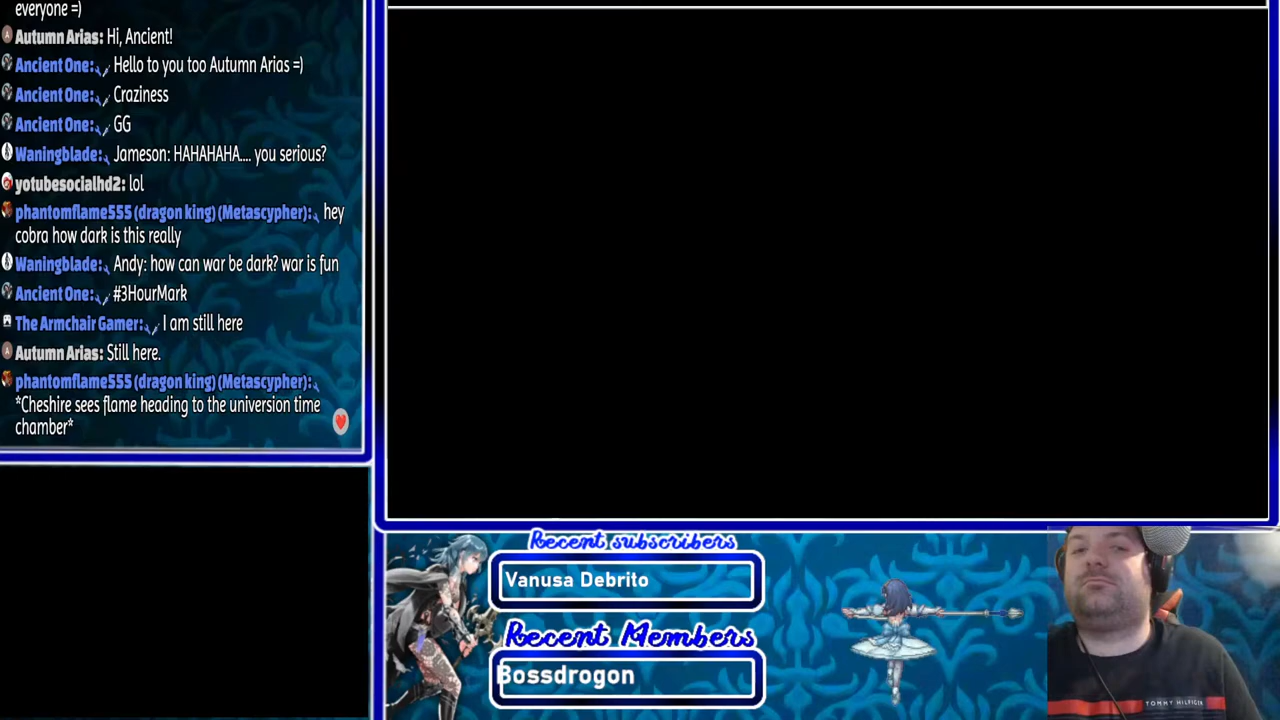 everyone =)
Autumn Arias: Hi, Ancient!
Ancient One: Hello to you too Autumn Arias =)
Ancient One: Craziness
Ancient One: GG
Waningblade: Jameson: HAHAHAHA.... you serious?
yotubesocialhd2: lol
phantomflame555 (dragon king) (Metascypher): hey
cobra how dark is this really
Waningblade: Andy: how can war be dark? war is fun
Ancient One: #3HourMark
The Armchair Gamer: I am still here
Autumn Arias: Still here.
phantomflame555 (dragon king) (Metascypher):
*Cheshire sees flame heading to the universion time
chamber*
Recent subscribers
Vanusa Debrito
Recent Members
Bossdrogon
TOMMY HILFIGER